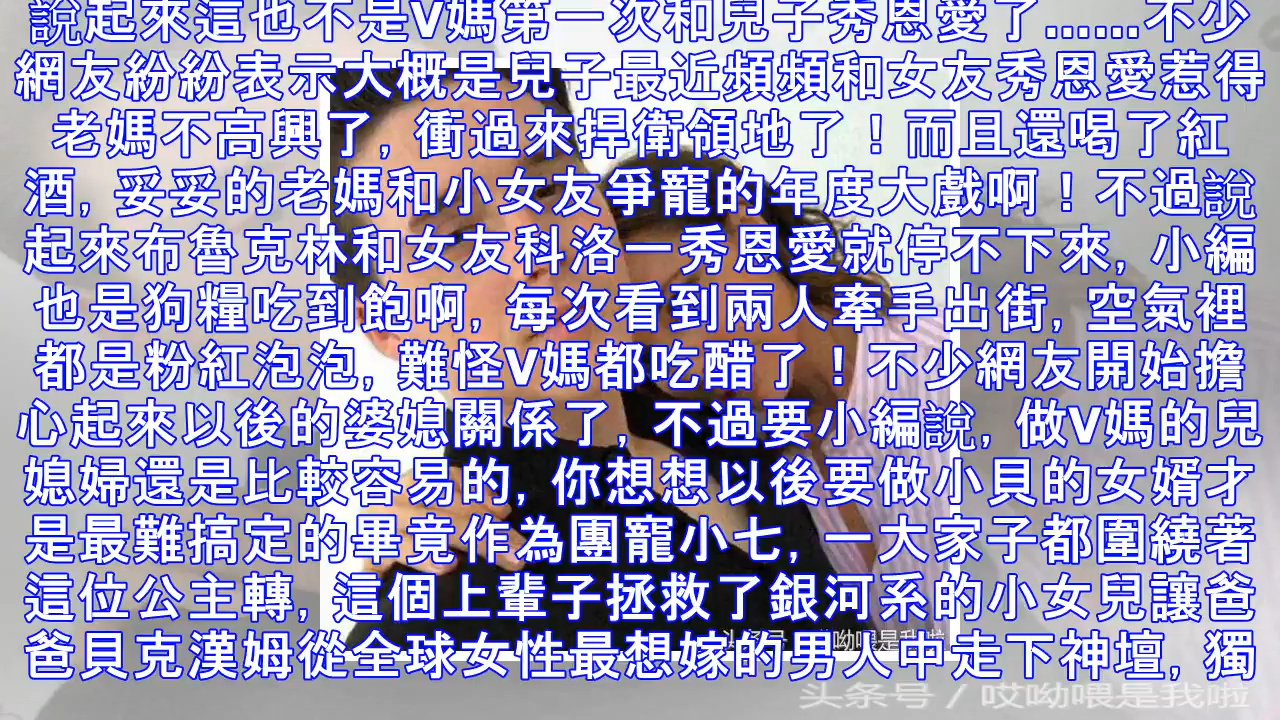 說起來這也不是V媽第一次和兒子秀恩愛了……不少
網友紛紛表示大概是兒子最近頻頻和女友秀恩愛惹得
老媽不高興了, 衝過來捍衛領地了！而且還喝了紅
酒, 妥妥的老媽和小女友爭寵的年度大戲啊！不過說
起來布魯克林和女友科洛一秀恩愛就停不下來, 小編
也是狗糧吃到飽啊, 每次看到兩人牽手出街, 空氣裡
都是粉紅泡泡, 難怪V媽都吃醋了！不少網友開始擔
心起來以後的婆媳關係了, 不過要小編說, 做V媽的兒
媳婦還是比較容易的, 你想想以後要做小貝的女婿才
是最難搞定的畢竟作為團寵小七, 一大家子都圍繞著
這位公主轉, 這個上輩子拯救了銀河系的小女兒讓爸
爸貝克漢姆從全球女性最想嫁的男人中走下神壇, 獨
头条号 / 哎呦喂是我啦